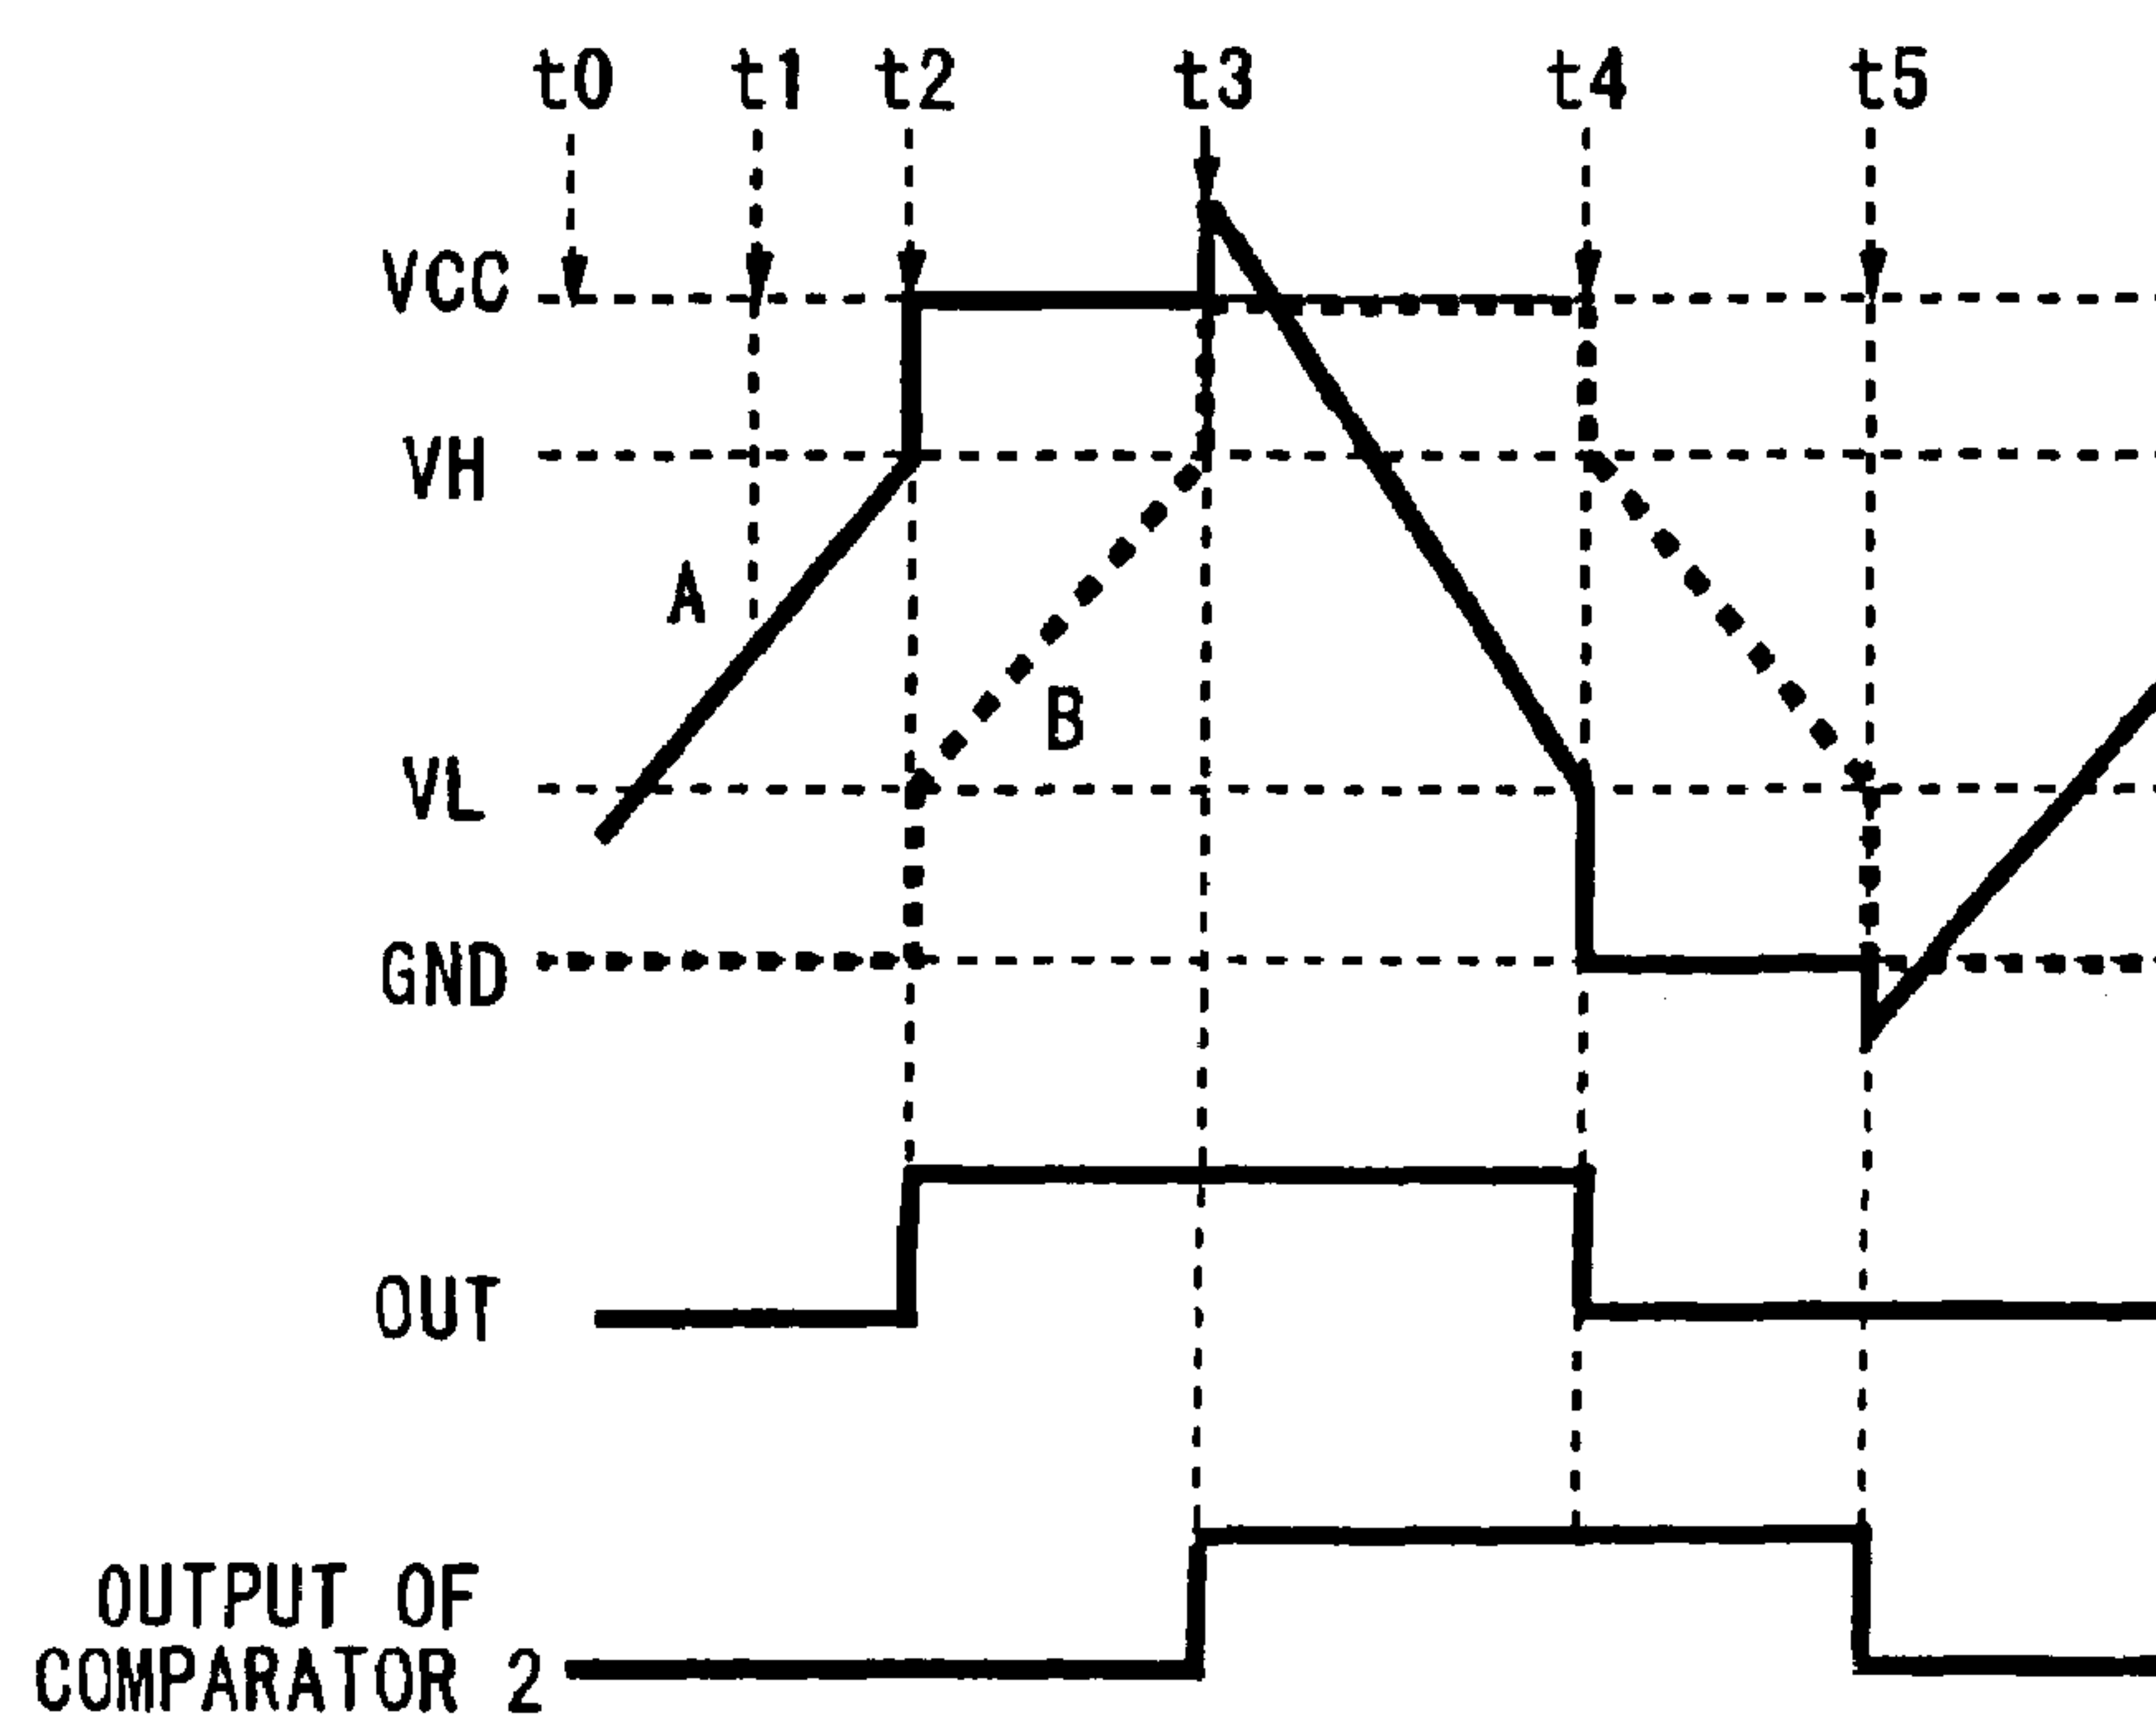 t0 t1 t2 t3 t4 t5
VCC
VH
A
B
VL
GND
OUT
OUTPUT OF
COMPARATOR 2